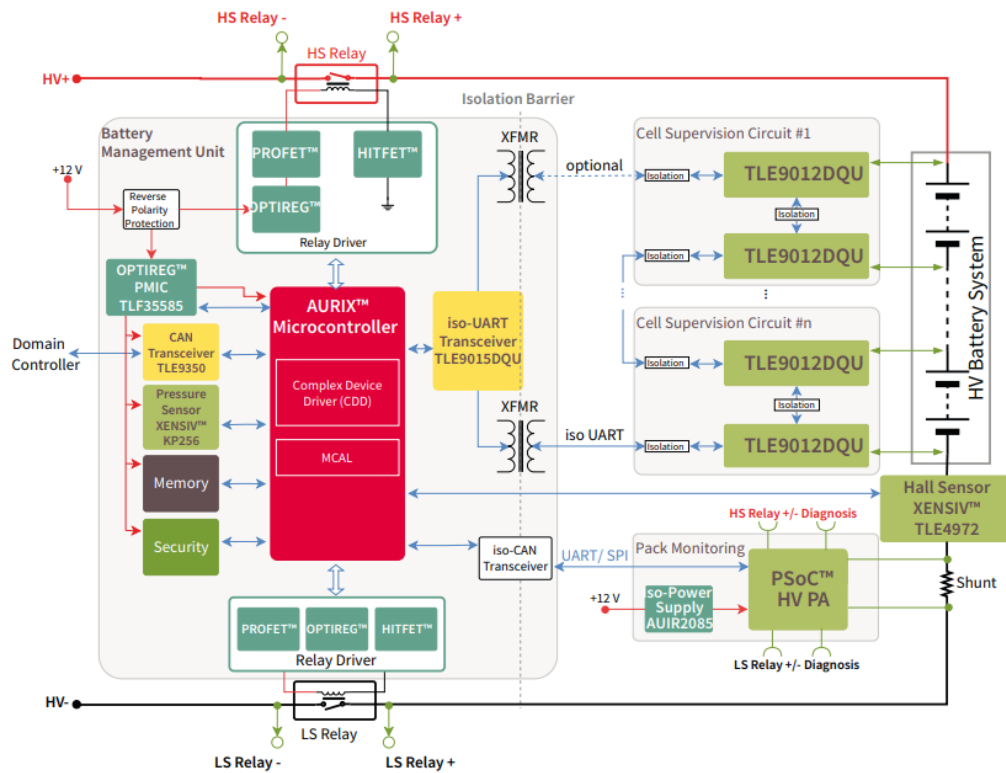 HS Relay -
HS Relay +
HS Relay
HV+
Isolation Barrier
Battery
Management Unit
XFMR
Cell Supervision Circuit #1
PROFET™
HITFET™
+12 V
optional
Isolation
TLE9012DQU
Reverse
Polarity
Protection
OPTIREG™
Isolation
Relay Driver
Isolation
TLE9012DQU
OPTIREG™
PMIC
TLF35585
...
...
AURIX™
Microcontroller
iso-UART
Transceiver
TLE9015DQU
Cell Supervision Circuit #n
HV Battery System
CAN
Transceiver
TLE9350
Domain
Controller
Isolation
TLE9012DQU
Complex Device
Driver (CDD)
Pressure
Sensor
XENSIV™
KP256
XFMR
Isolation
iso UART
Isolation
TLE9012DQU
MCAL
Memory
Hall Sensor
XENSIV™
TLE4972
HS Relay +/- Diagnosis
Security
iso-CAN
Transceiver
UART/ SPI
Pack Monitoring
PSoC™
HV PA
Shunt
+12 V
Iso-Power
Supply
AUIR2085
PROFET™
OPTIREG™
HITFET™
Relay Driver
LS Relay +/- Diagnosis
HV-
LS Relay
LS Relay -
LS Relay +